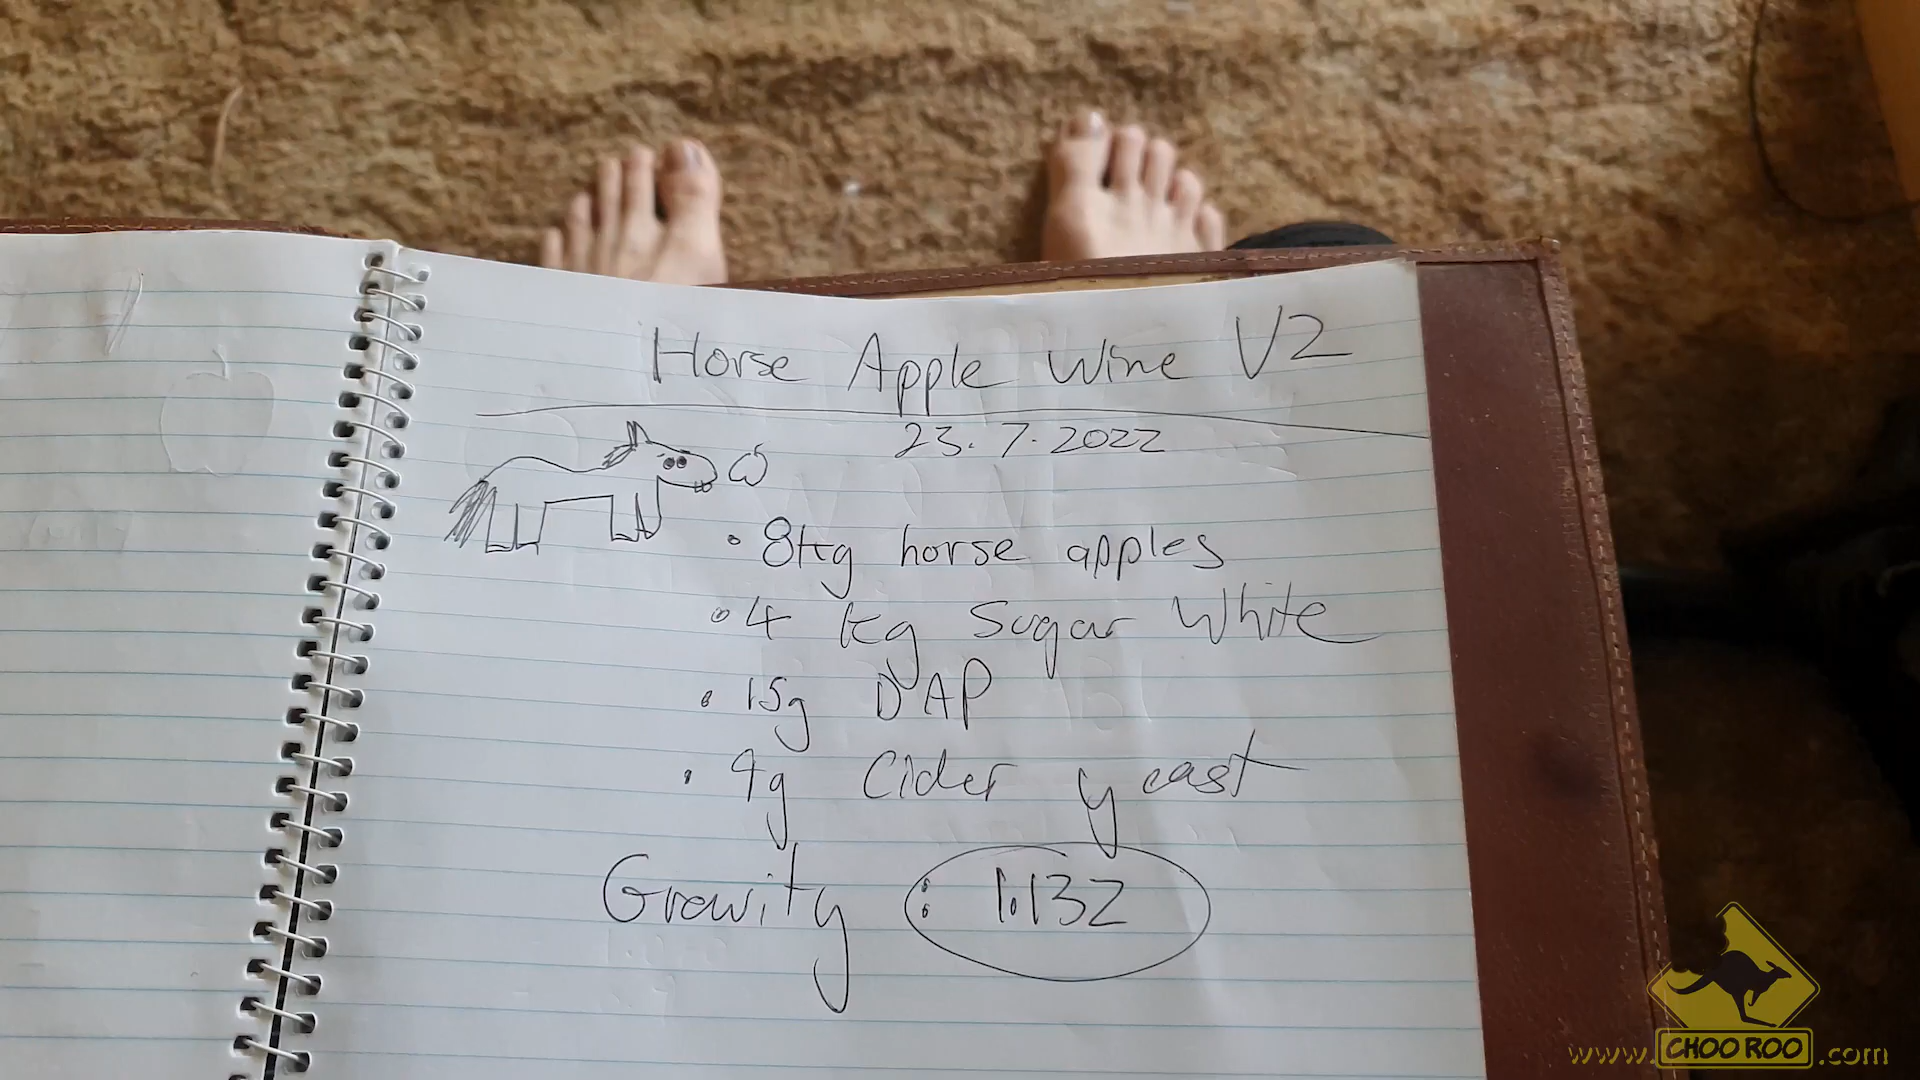 Horse Apple Wine V2
23.7.2022
• 8kg horse apples
• 4 kg Sugar White
• 15g DAP
• 9g Cider yeast
Gravity : 1.132
www.CHOO ROO.com